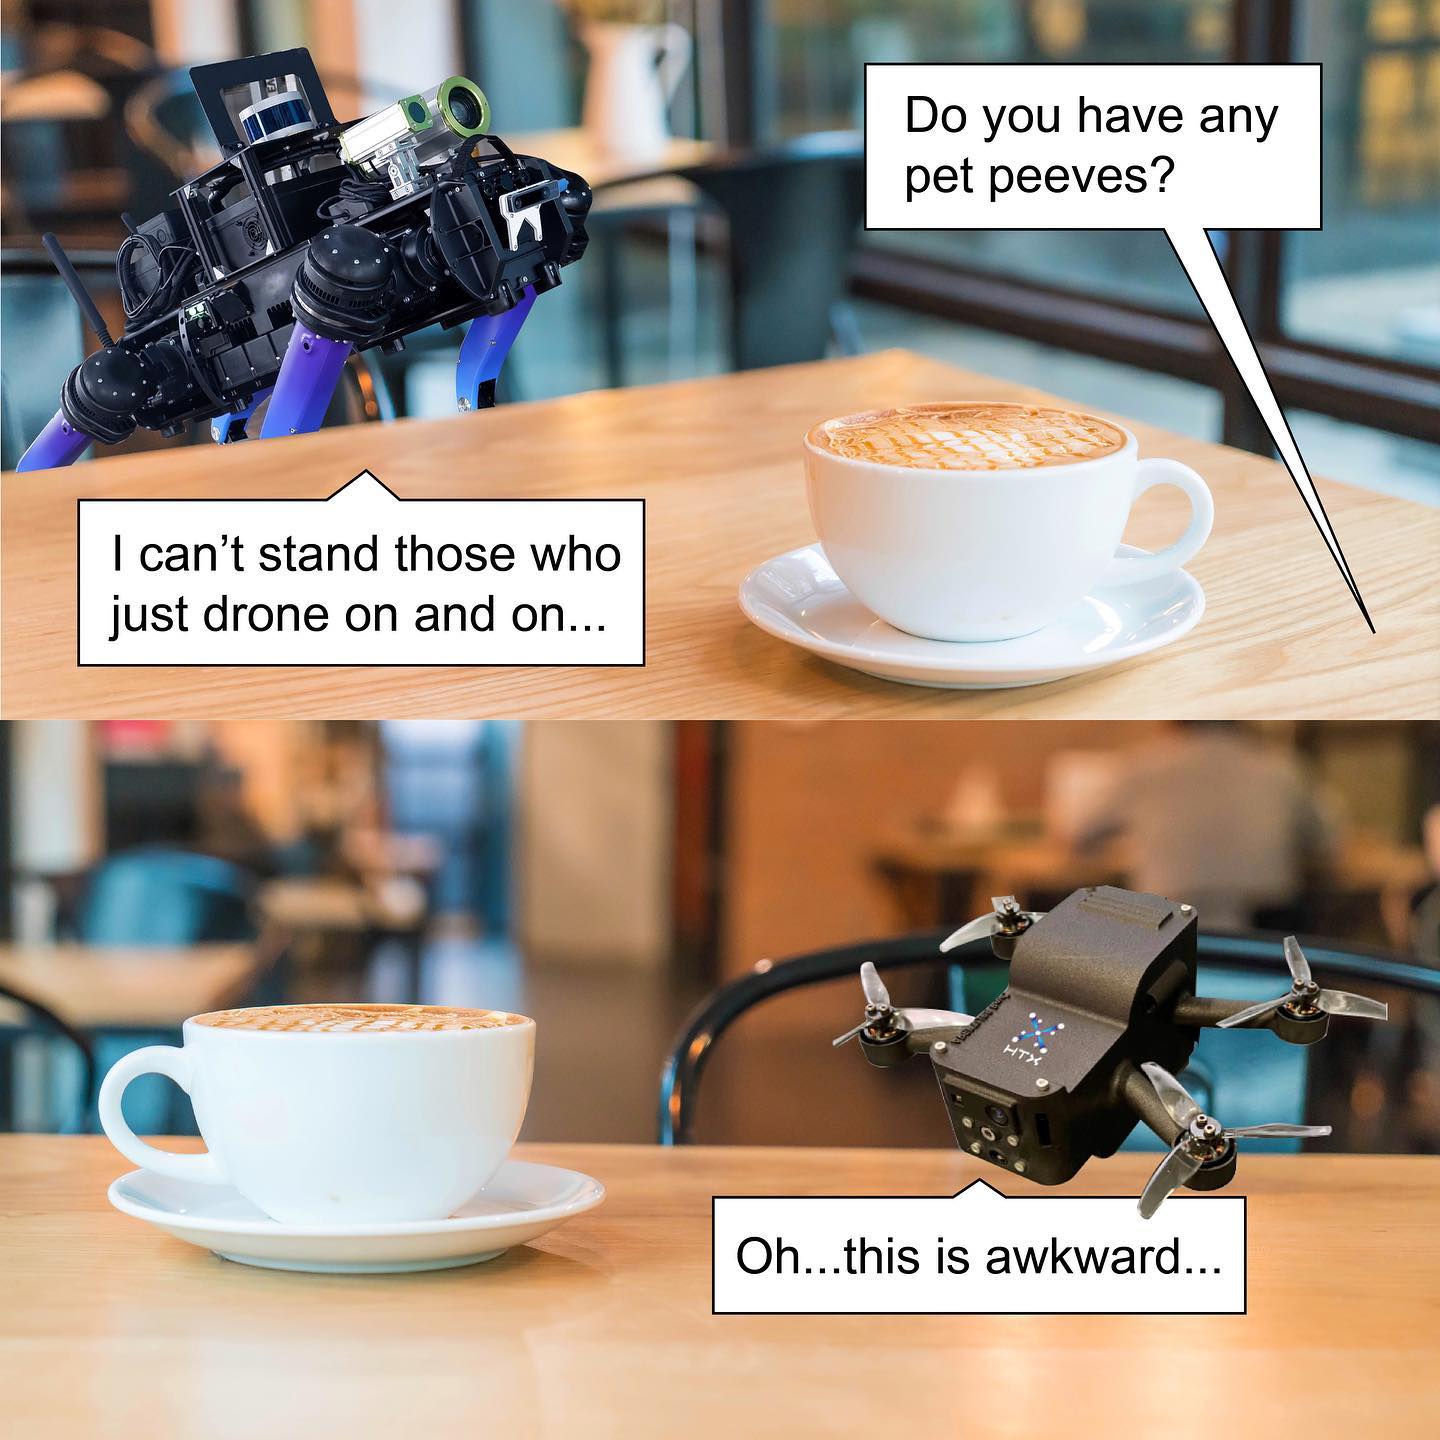 Do you have any
pet peeves?
I can’t stand those who
just drone on and on...
HTX
Oh...this is awkward...